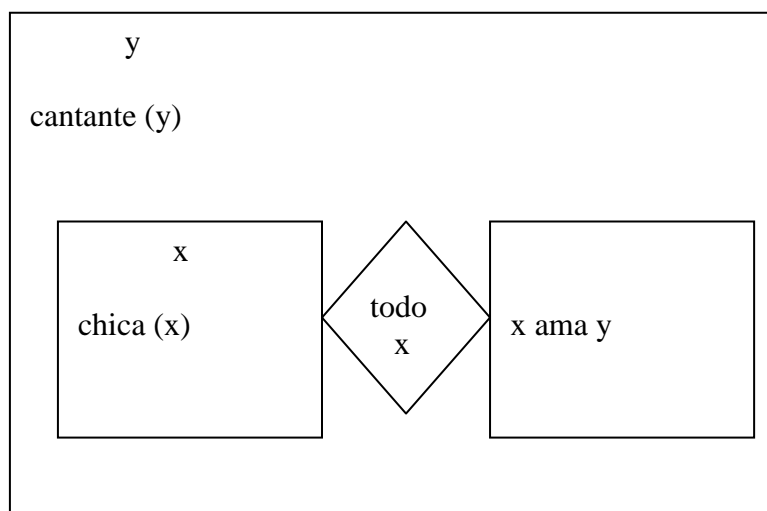 y
cantante (y)
x
chica (x)
todo
x
x ama y